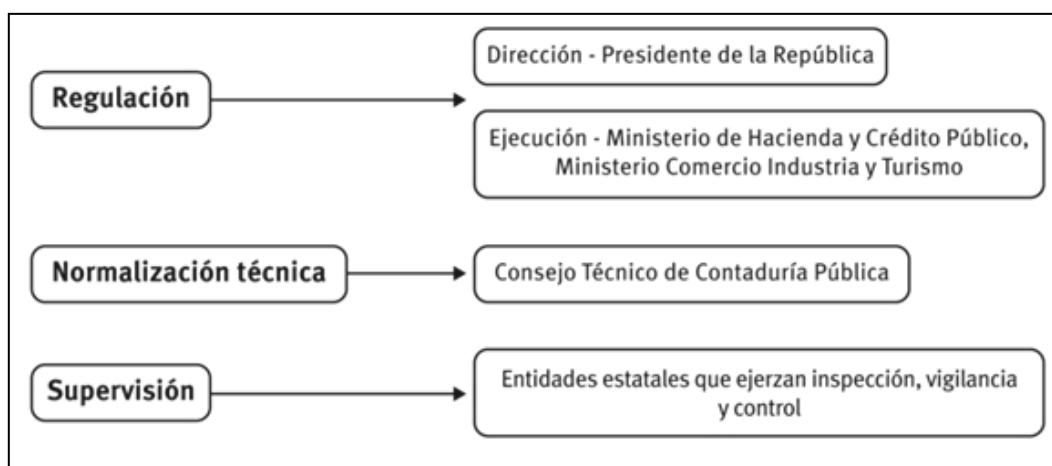 Regulación
Dirección - Presidente de la República
Ejecución - Ministerio de Hacienda y Crédito Público,
Ministerio Comercio Industria y Turismo
Normalización técnica
Consejo Técnico de Contaduría Pública
Supervisión
Entidades estatales que ejerzan inspección, vigilancia
y control